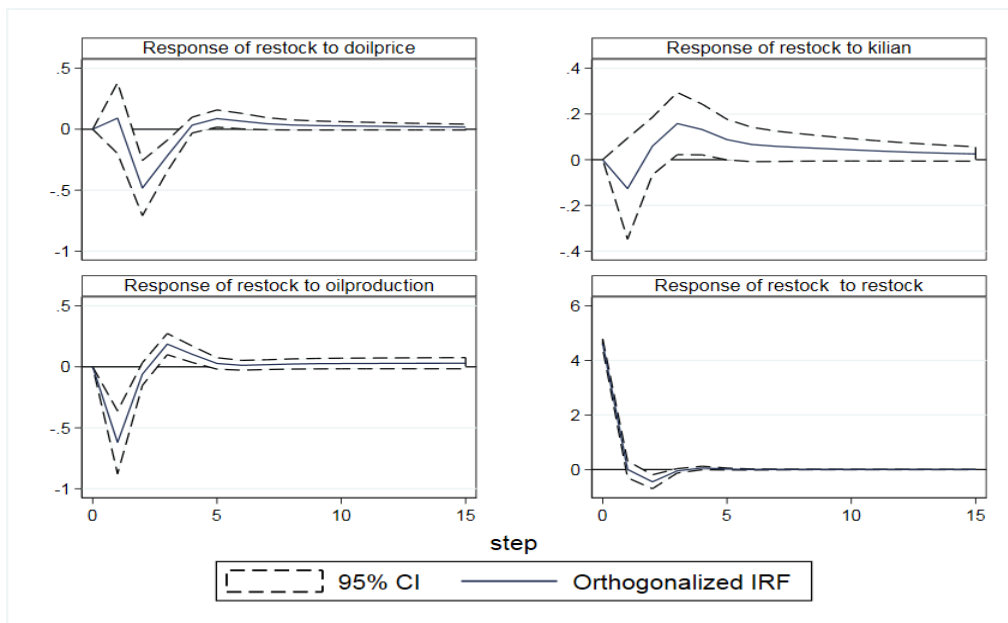 Response of restock to doilprice
.5
0
-.5
-1
Response of restock to kilian
.4
.2
0
-.2
-.4
Response of restock to oilproduction
.5
0
-.5
-1
0 5 10 15
Response of restock to restock
6
4
2
0
0 5 10 15
step
95% CI Orthogonalized IRF